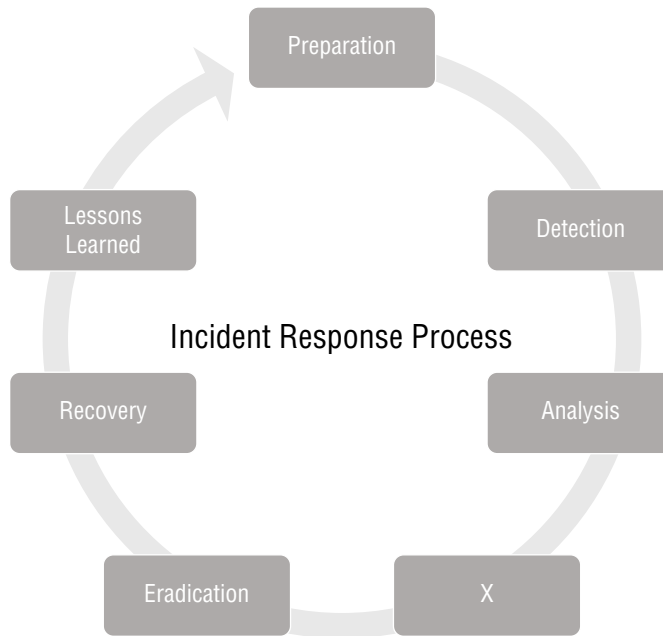 Preparation
Detection
Analysis
X
Eradication
Recovery
Lessons
Learned
Incident Response Process